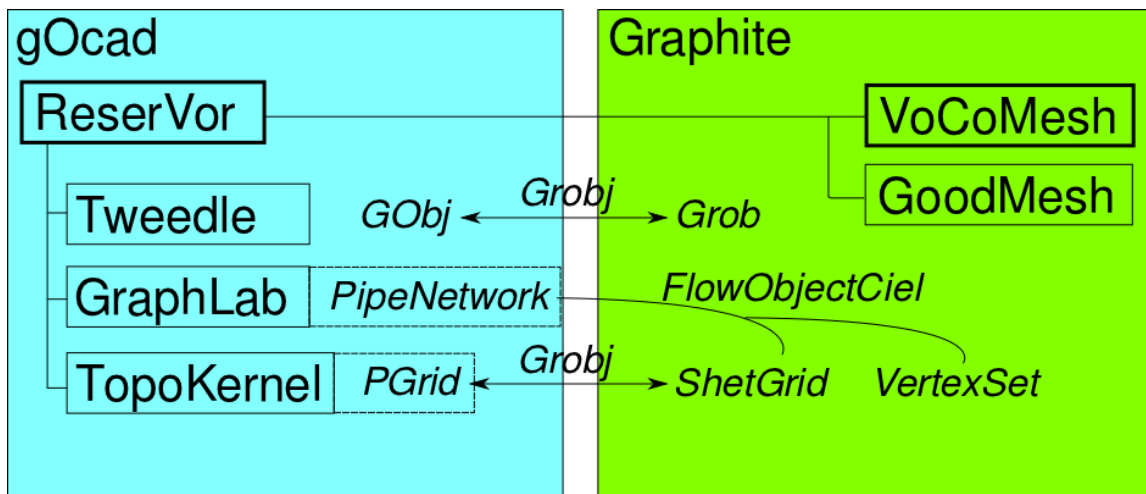 gOcad
Graphite
ReserVor
VoCoMesh
GoodMesh
Tweedle
GObj
Grobj
Grob
GraphLab
PipeNetwork
FlowObjectCiel
TopoKernel
PGrid
Grobj
ShetGrid
VertexSet